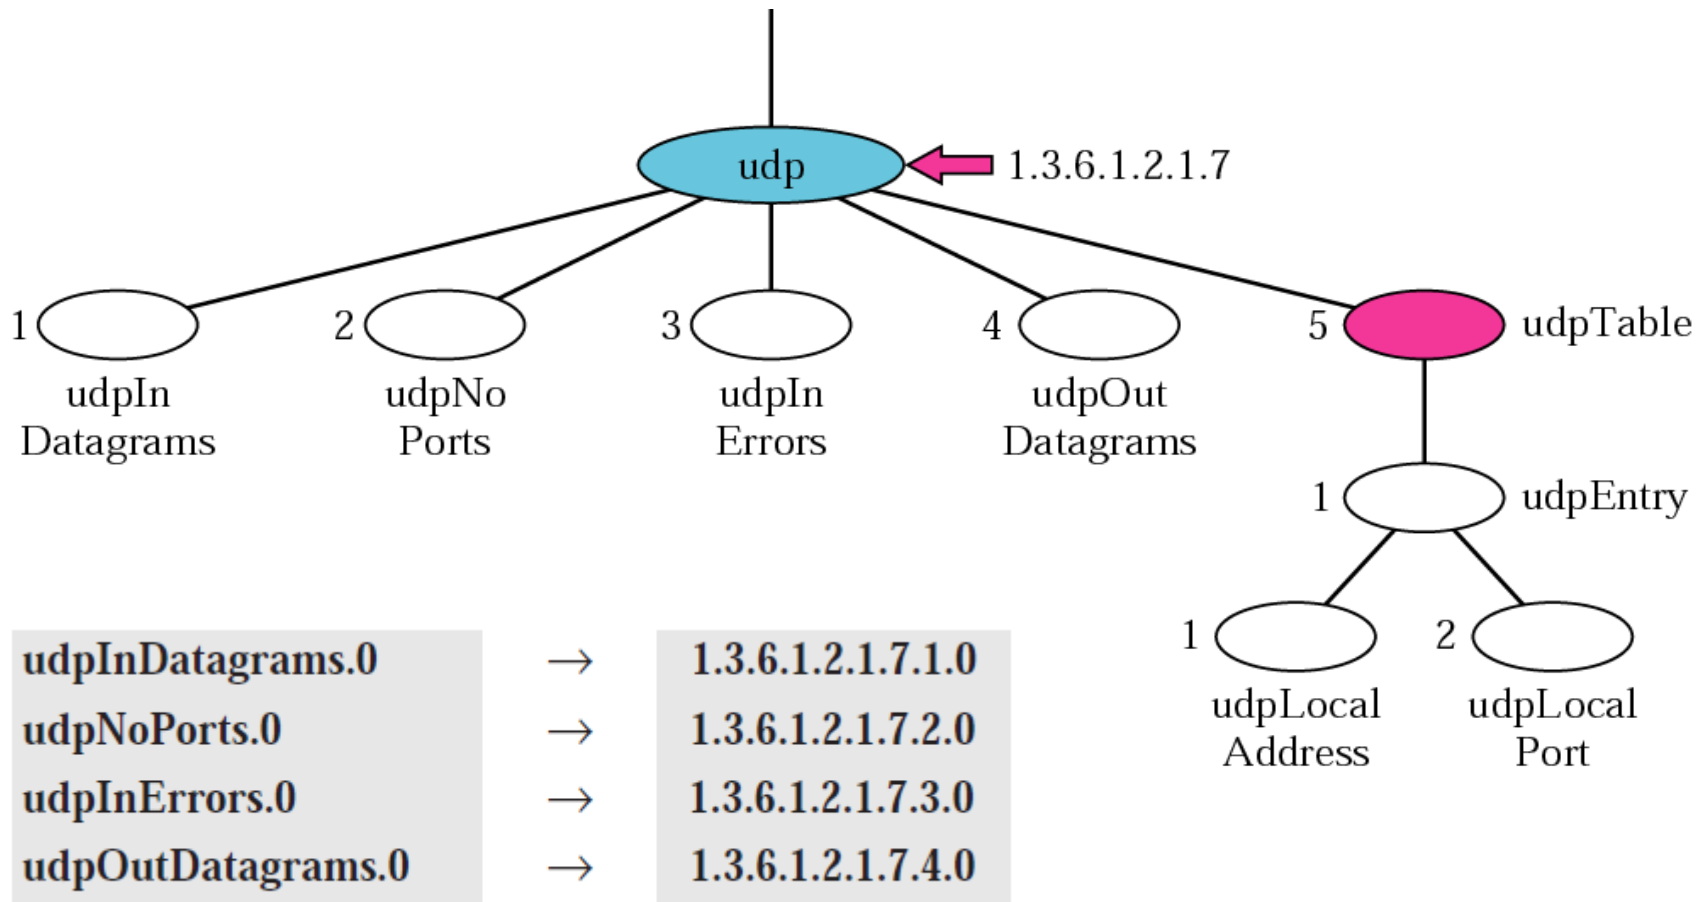 udp
1.3.6.1.2.1.7
1
2
3
4
5
udpTable
udpIn
Datagrams
udpNo
Ports
udpIn
Errors
udpOut
Datagrams
1
udpEntry
1
2
udpLocal
Address
udpLocal
Port
udpInDatagrams.0 → 1.3.6.1.2.1.7.1.0
udpNoPorts.0 → 1.3.6.1.2.1.7.2.0
udpInErrors.0 → 1.3.6.1.2.1.7.3.0
udpOutDatagrams.0 → 1.3.6.1.2.1.7.4.0